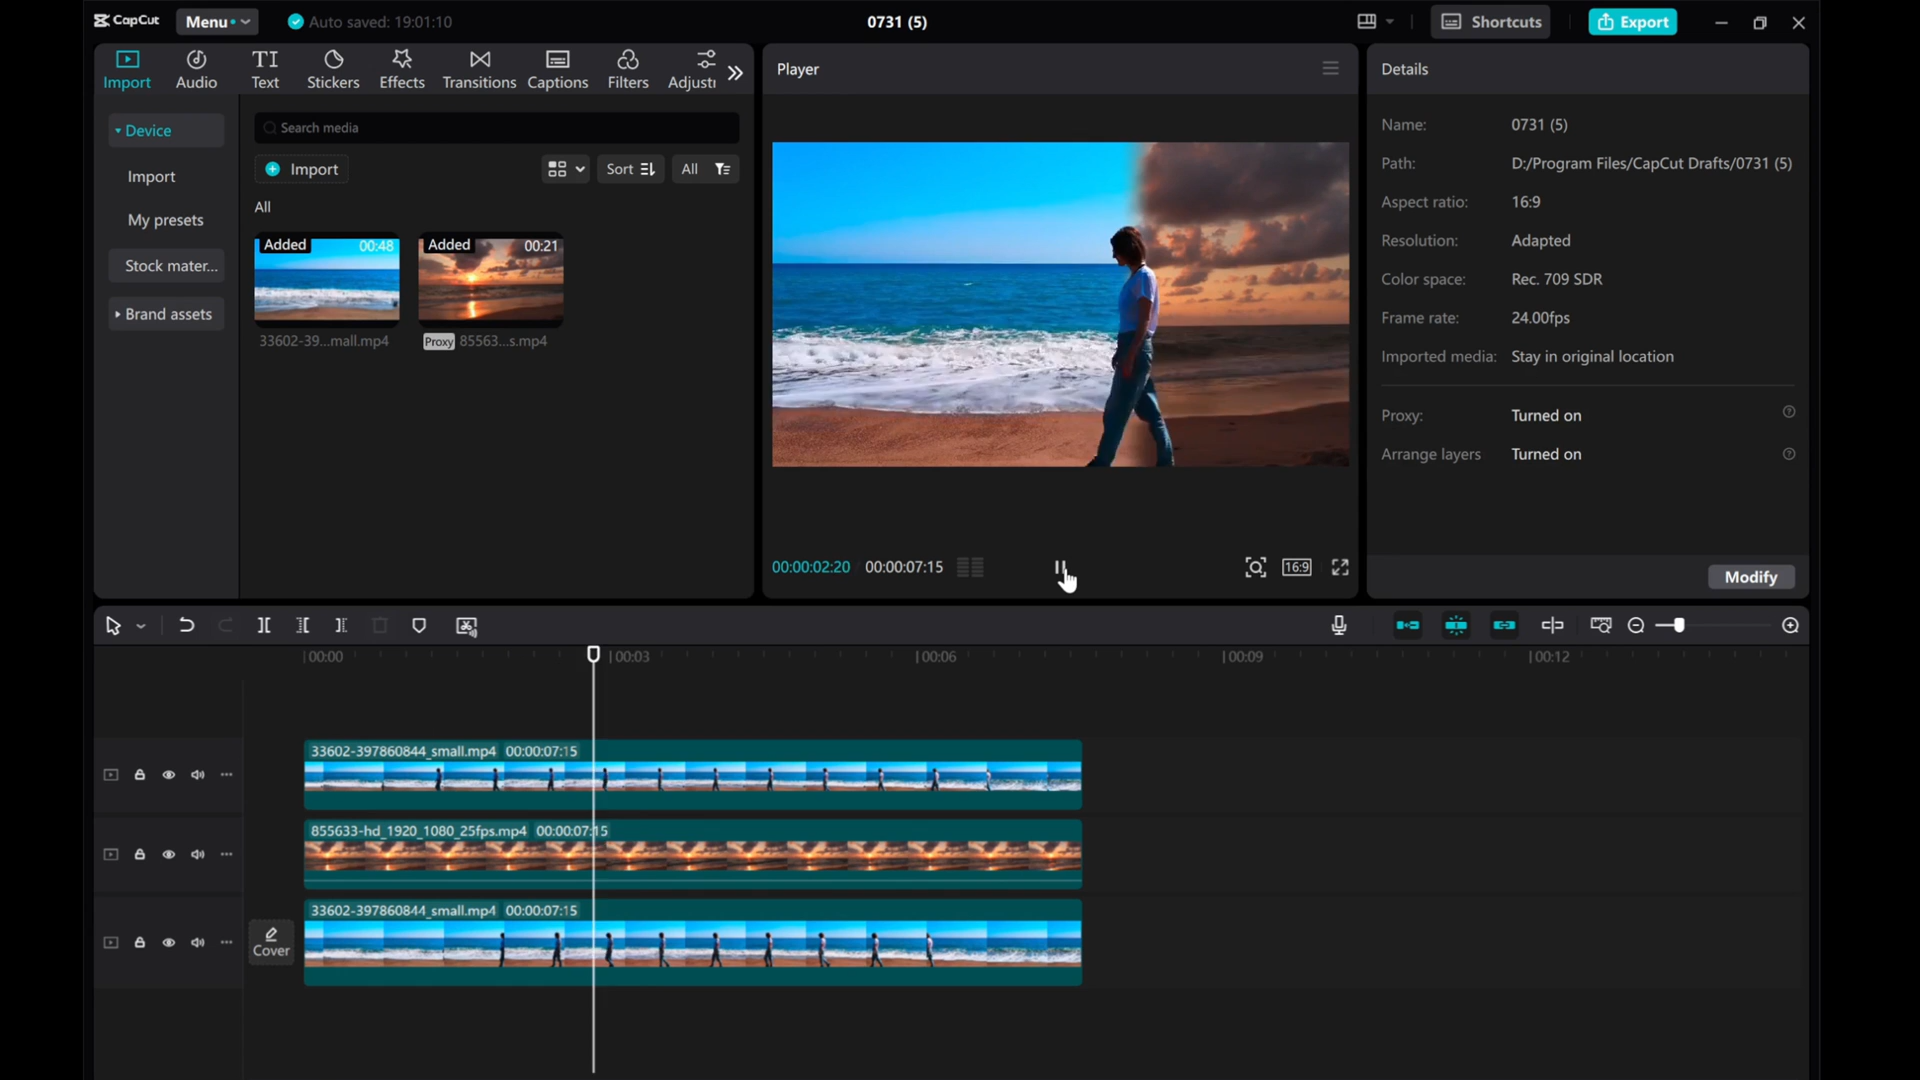 CapCut
Menu
Auto saved: 19:01:10
0731 (5)
Shortcuts
Export
Import
Audio
TI
Text
Stickers
Effects
Transitions
Captions
Filters
Adjustı
Player
Details
Device
Import
My presets
Stock mater...
Brand assets
Search media
Import
Sort
All
All
Added
00:48
33602-39...mall.mp4
Added
00:21
Proxy
85563...s.mp4
00:00:02:20
00:00:07:15
16:9
Name: 0731 (5)
Path: D:/Program Files/CapCut Drafts/0731 (5)
Aspect ratio: 16:9
Resolution: Adapted
Color space: Rec. 709 SDR
Frame rate: 24.00fps
Imported media: Stay in original location
Proxy: Turned on
Arrange layers Turned on
Modify
00:00
00:03
00:06
00:09
00:12
33602-397860844_small.mp4 00:00:07:15
855633-hd_1920_1080_25fps.mp4 00:00:07:15
Cover
33602-397860844_small.mp4 00:00:07:15